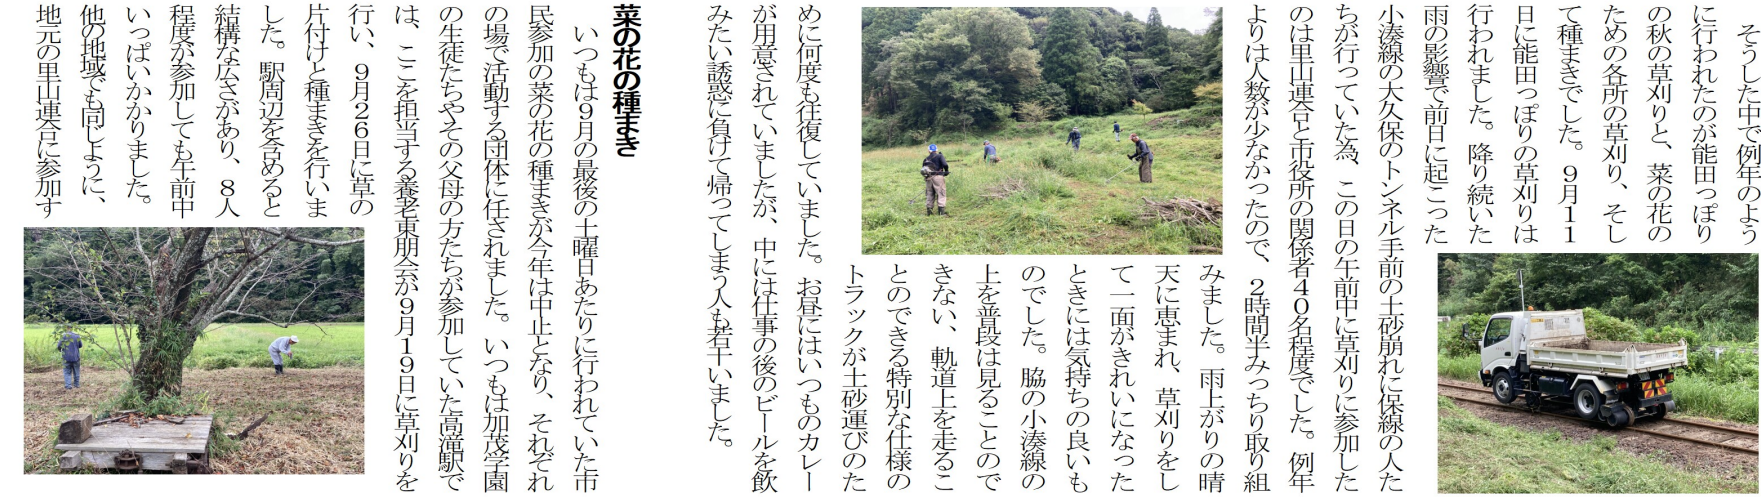 そうした中で例年のよう
に行われたのが能田っぽり
の秋の草刈りと、菜の花の
ための各所の草刈り、そし
て種まきでした。9月11
日に能田っぽりの草刈りは
行われました。降り続いた
雨の影響で前日に起こった
小湊線の大久保のトンネル手前の土砂崩れに保線の人た
ちが行っていた為、この日の午前中に草刈りに参加した
のは里山連合と市役所の関係者40名程度でした。例年
よりは人数が少なかったので、2時間半みっちり取り組
みました。雨上がりの晴
天に恵まれ、草刈りをし
て一面がきれいになった
ときには気持ちの良いも
のでした。脇の小湊線の
上を普段は見ることので
きない、軌道上を走るこ
とのできる特別な仕様の
トラックが土砂運びのた
めに何度も往復していました。お昼にはいつものカレー
が用意されていましたが、中には仕事の後のビールを飲
みたい誘惑に負けて帰ってしまう人も若干いました。
菜の花の種まき
いつもは9月の最後の土曜日あたりに行われていた市
民参加の菜の花の種まきが今年は中止となり、それぞれ
の場で活動する団体に任されました。いつもは加茂学園
の生徒たちやその父母の方たちが参加していた高滝駅で
は、ここを担当する養老東朋会が9月19日に草刈りを
行い、9月26日に草の
片付けと種まきを行いま
した。駅周辺を含めると
結構な広さがあり、8人
程度が参加しても午前中
いっぱいかかりました。
他の地域でも同じように、
地元の里山連合に参加す